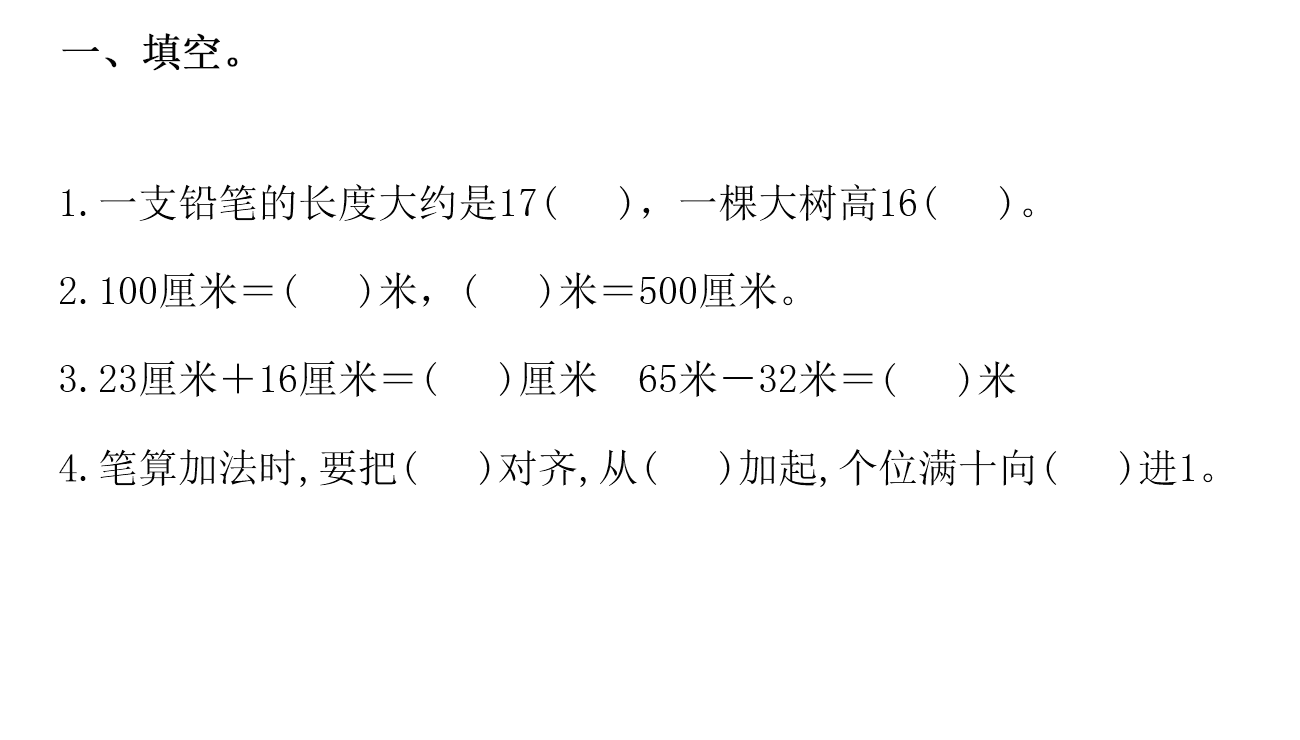 一、填空。
1.一支铅笔的长度大约是17(   )，一棵大树高16(   )。
2.100厘米＝(   )米，(   )米＝500厘米。
3.23厘米＋16厘米＝(   )厘米  65米－32米＝(   )米
4.笔算加法时,要把(   )对齐,从(   )加起,个位满十向(   )进1。